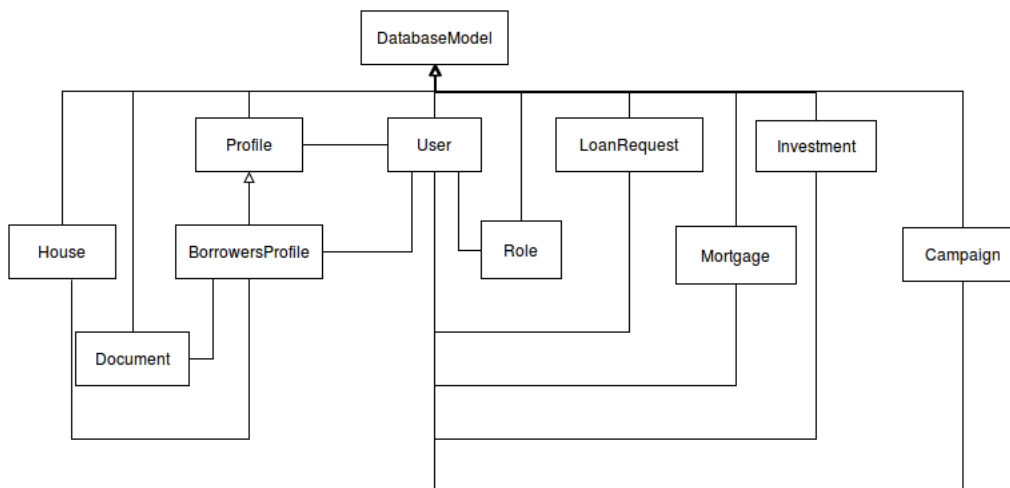 DatabaseModel
Profile
User
LoanRequest
Investment
House
BorrowersProfile
Role
Mortgage
Campaign
Document